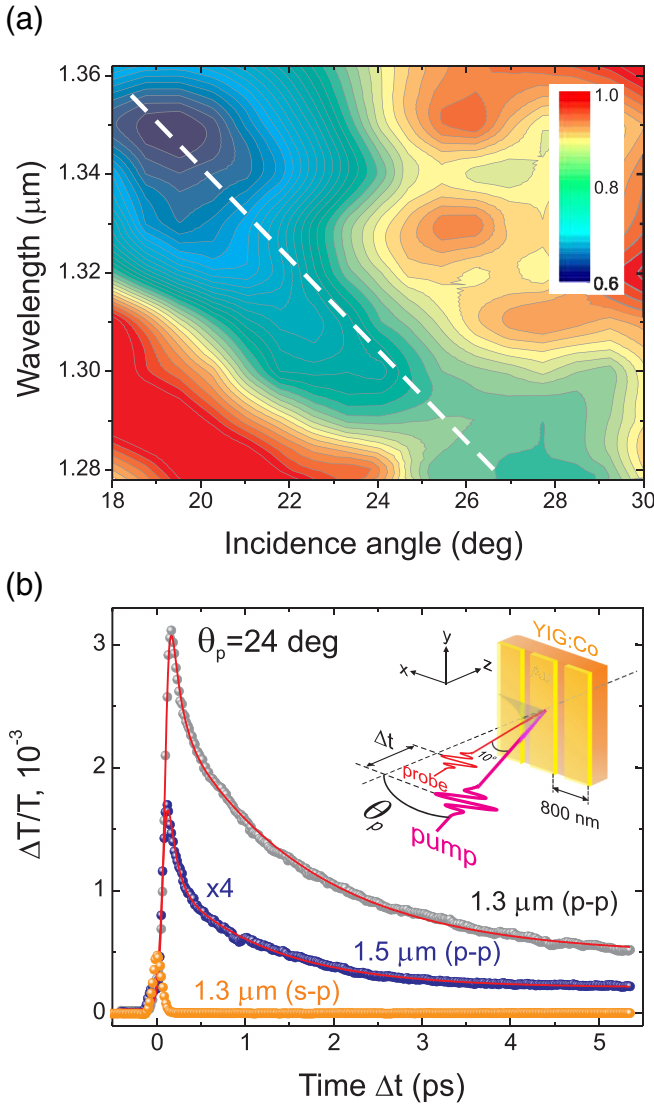 (a)
1.36
1.34
1.32
1.30
1.28
Wavelength (μm)
1.0
0.8
0.6
18 20 22 24 26 28 30
Incidence angle (deg)
(b)
3
2
1
0
ΔT/T, 10⁻³
θp=24 deg
YIG:Co
y
x
z
Δt
10°
probe
θp
pump
800 nm
x4
1.3 μm (p-p)
1.5 μm (p-p)
1.3 μm (s-p)
0 1 2 3 4 5
Time Δt (ps)